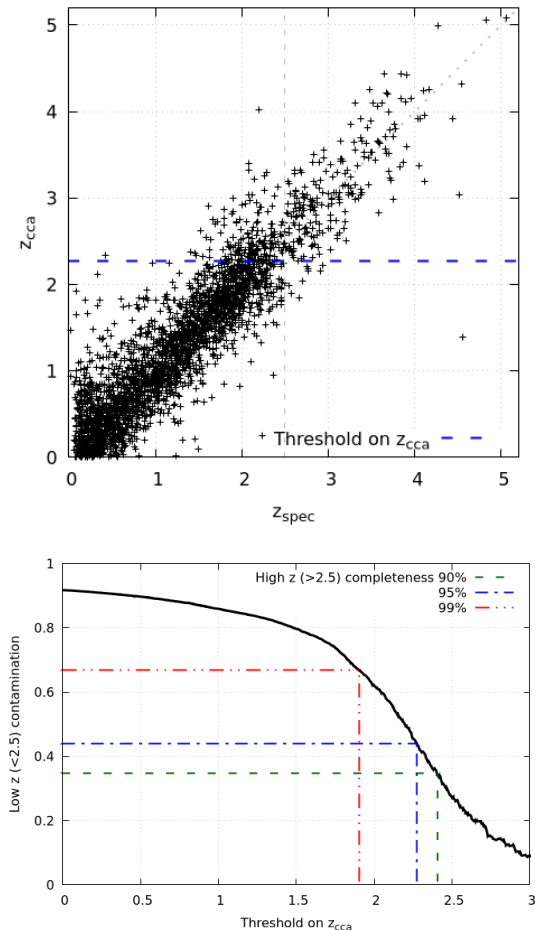 5
4
3
2
1
0
z_cca
0 1 2 3 4 5
z_spec
Threshold on z_cca
1
0.8
0.6
0.4
0.2
0
Low z (<2.5) contamination
High z (>2.5) completeness 90%
95%
99%
0 0.5 1 1.5 2 2.5 3
Threshold on z_cca